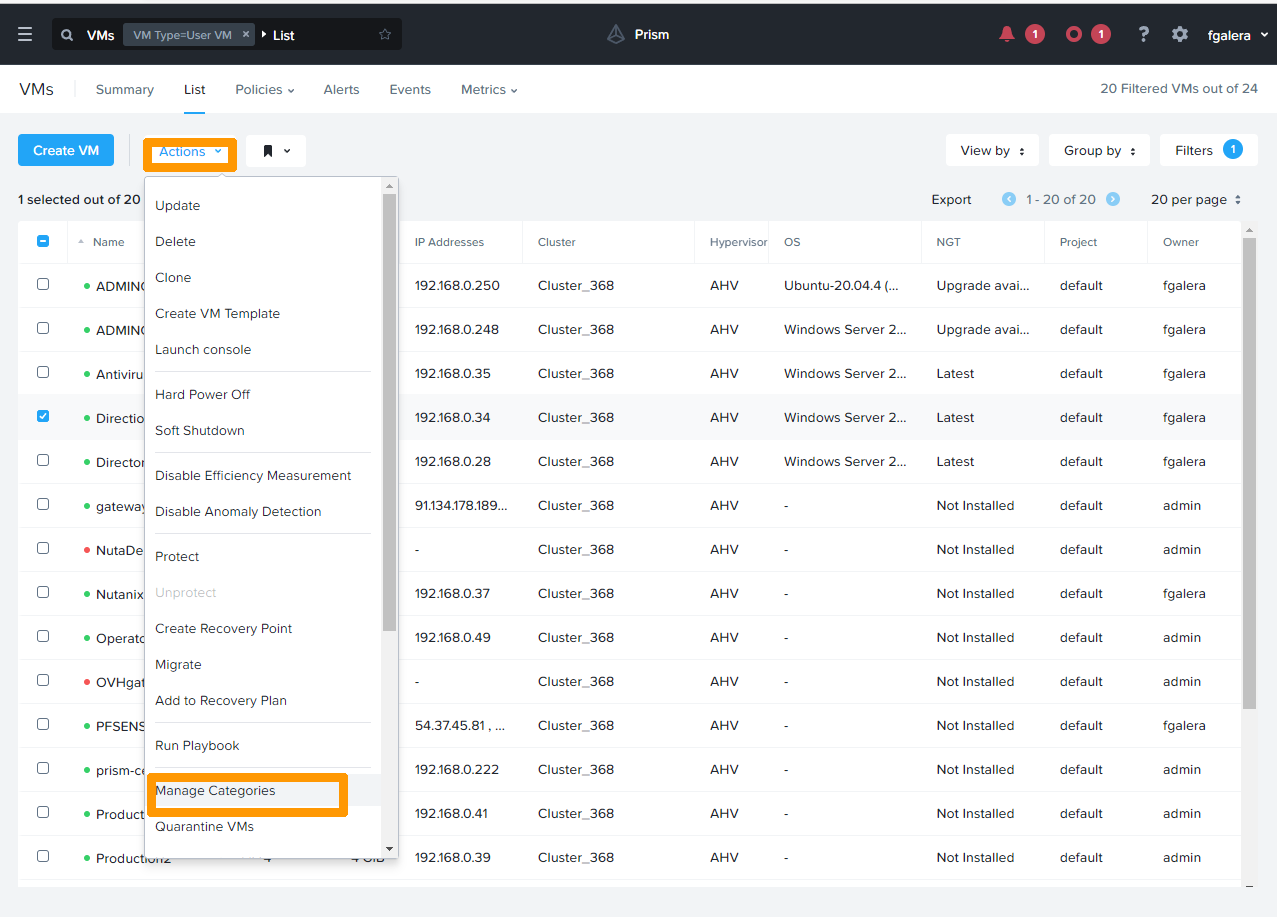 VMs VM Type=User VM × List Prism 1 1 ? fgalera
VMs Summary List Policies Alerts Events Metrics 20 Filtered VMs out of 24
Create VM Actions View by Group by Filters 1
1 selected out of 20 Export 1 - 20 of 20 20 per page
Name IP Addresses Cluster Hypervisor OS NGT Project Owner
Update
Delete
Clone
Create VM Template
Launch console
Hard Power Off
Soft Shutdown
Disable Efficiency Measurement
Disable Anomaly Detection
Protect
Unprotect
Create Recovery Point
Migrate
Add to Recovery Plan
Run Playbook
Manage Categories
Quarantine VMs
192.168.0.250 Cluster_368 AHV Ubuntu-20.04.4 (... Upgrade avai... default fgalera
192.168.0.248 Cluster_368 AHV Windows Server 2... Upgrade avai... default fgalera
Antiviru 192.168.0.35 Cluster_368 AHV Windows Server 2... Latest default fgalera
Directio 192.168.0.34 Cluster_368 AHV Windows Server 2... Latest default fgalera
Director 192.168.0.28 Cluster_368 AHV Windows Server 2... Latest default fgalera
gateway 91.134.178.189... Cluster_368 AHV - Not Installed default admin
NutaDe - Cluster_368 AHV - Not Installed default admin
Nutanix 192.168.0.37 Cluster_368 AHV - Not Installed default fgalera
Operato 192.168.0.49 Cluster_368 AHV - Not Installed default admin
OVHgat - Cluster_368 AHV - Not Installed default admin
PFSENS 54.37.45.81 , ... Cluster_368 AHV - Not Installed default fgalera
prism-ce 192.168.0.222 Cluster_368 AHV - Not Installed default admin
Product 192.168.0.41 Cluster_368 AHV - Not Installed default admin
Production2 192.168.0.39 Cluster_368 AHV - Not Installed default admin